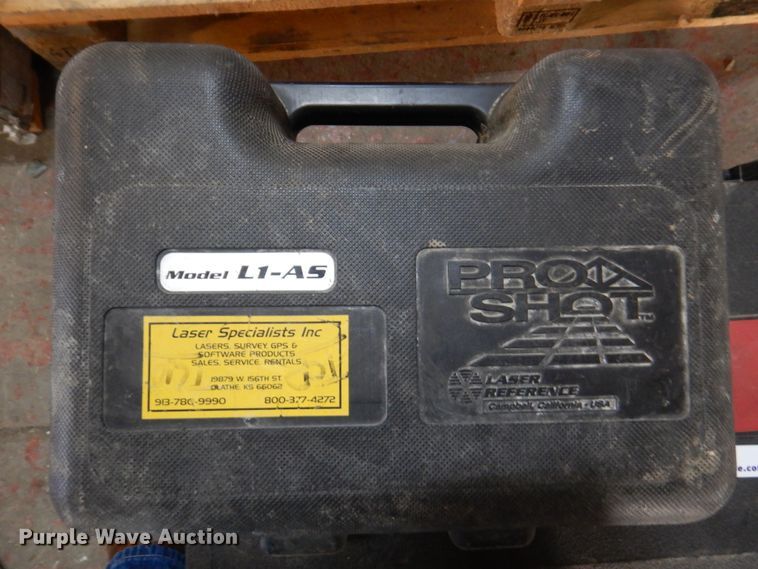 Model L1-AS
PRO
SHOT
TM
LASER
REFERENCE
Campbell, California - USA
Laser Specialists Inc
LASERS, SURVEY, GPS &
SOFTWARE PRODUCTS
SALES, SERVICE, RENTALS
19879 W. 156TH ST.
OLATHE, KS 66062
913-780-9990 800-377-4272
Purple Wave Auction